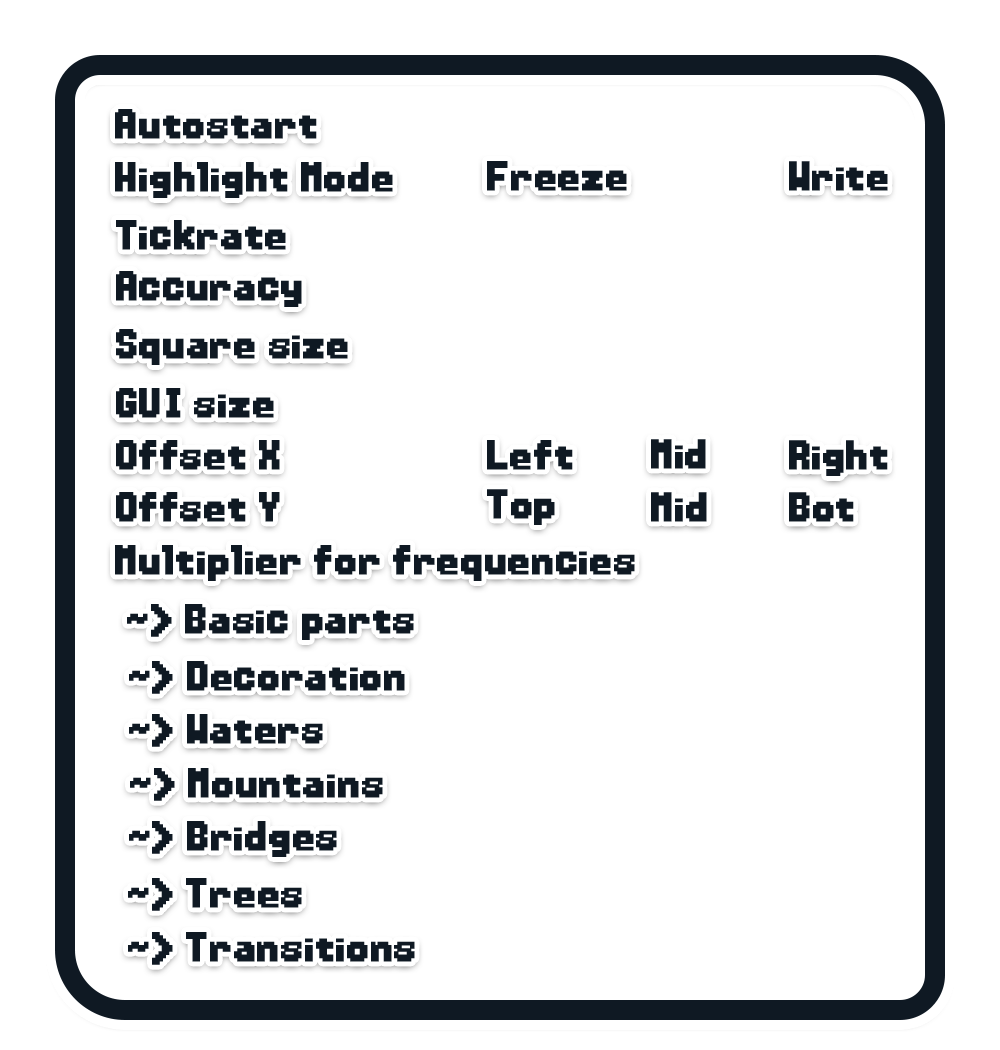 Autostart
Highlight Mode Freeze Write
Tickrate
Accuracy
Square size
GUI size
Offset X Left Mid Right
Offset Y Top Mid Bot
Multiplier for frequencies
~> Basic parts
~> Decoration
~> Waters
~> Mountains
~> Bridges
~> Trees
~> Transitions